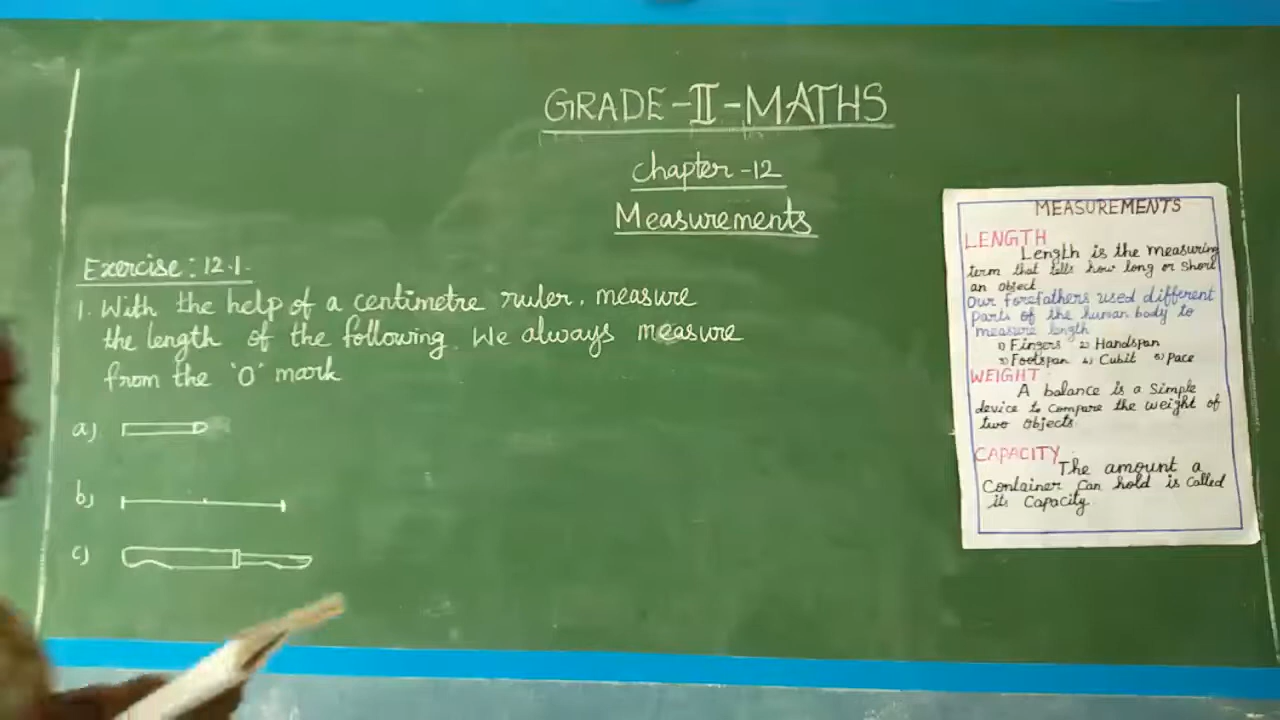 GRADE-II-MATHS
Chapter-12
Measurements
Exercise: 12.1.
1. With the help of a centimetre ruler, measure
the length of the following. We always measure
from the '0' mark
a)
b)
c)
MEASUREMENTS
LENGTH
Length is the measuring
term that tells how long or short
an object
Our forefathers used different
parts of the human body to
measure length
1) Fingers 2) Handspan
3) Footspan 4) Cubit 5) Pace
WEIGHT:
A balance is a simple
device to compare the weight of
two objects
CAPACITY
The amount a
Container can hold is called
its Capacity